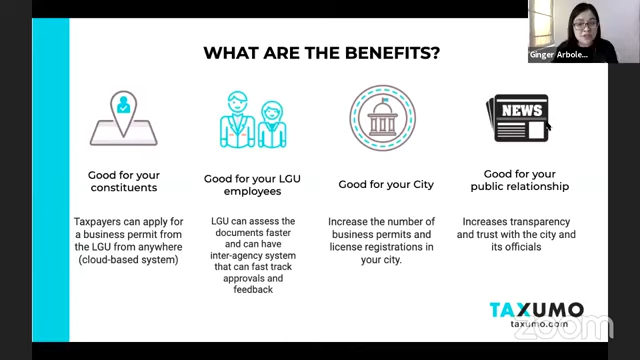 Ginger Arbole...
WHAT ARE THE BENEFITS?
NEWS
Good for your
constituents
Good for your LGU
employees
Good for your City
Good for your
public relationship
Taxpayers can apply for
a business permit from
the LGU from anywhere
(cloud-based system)
LGU can assess the
documents faster
and can have
inter-agency system
that can fast track
approvals and
feedback
Increase the number of
business permits and
license registrations in
your city.
Increases transparency
and trust with the city and
its officials
TAXUMO
taxumo.com
zoom